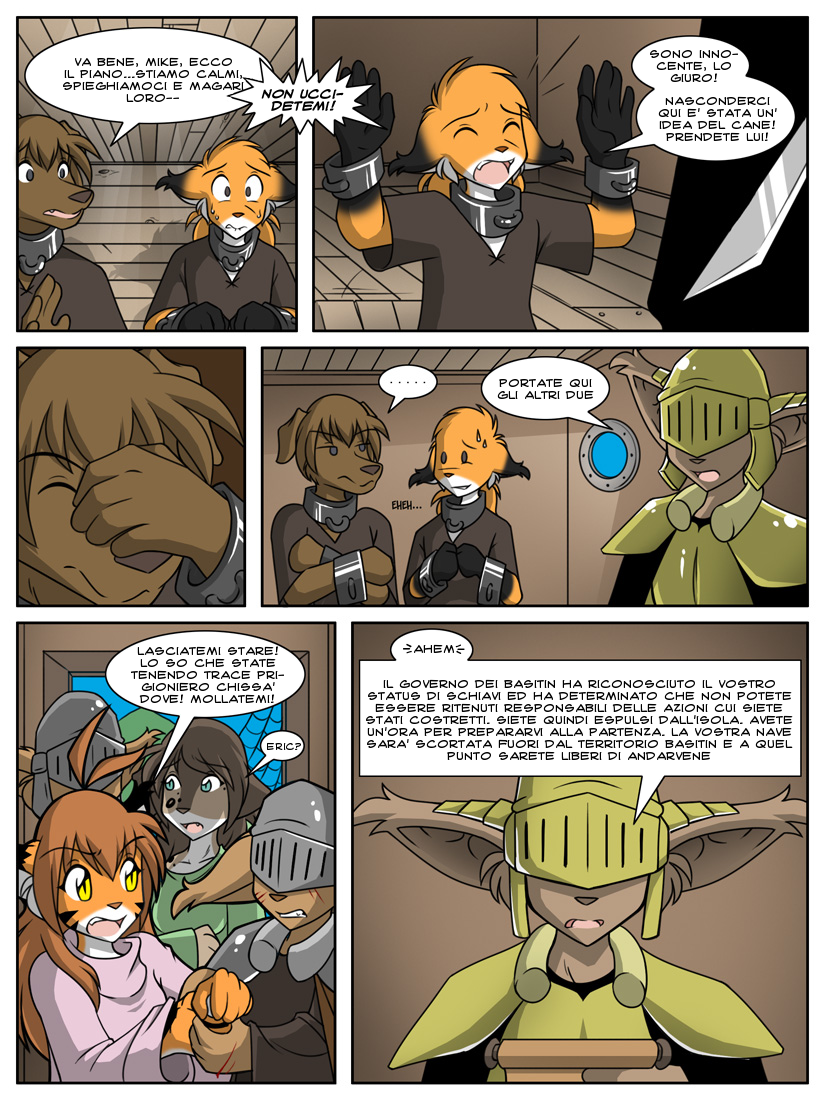 VA BENE, MIKE, ECCO
IL PIANO...STIAMO CALMI,
SPIEGHIAMOCI E MAGARI
LORO--
NON UCCI-
DETEMI!
SONO INNO-
CENTE, LO
GIURO!
NASCONDERCI
QUI E' STATA UN'
IDEA DEL CANE!
PRENDETE LUI!
.....
EHEH...
PORTATE QUI
GLI ALTRI DUE
LASCIATEMI STARE!
LO SO CHE STATE
TENENDO TRACE PRI-
GIONIERO CHISSA'
DOVE! MOLLATEMI!
ERIC?
AHEM
IL GOVERNO DEI BASITIN HA RICONOSCIUTO IL VOSTRO
STATUS DI SCHIAVI ED HA DETERMINATO CHE NON POTETE
ESSERE RITENUTI RESPONSABILI DELLE AZIONI CUI SIETE
STATI COSTRETTI. SIETE QUINDI ESPULSI DALL'ISOLA. AVETE
UN'ORA PER PREPARARVI ALLA PARTENZA. LA VOSTRA NAVE
SARA' SCORTATA FUORI DAL TERRITORIO BASITIN E A QUEL
PUNTO SARETE LIBERI DI ANDARVENE